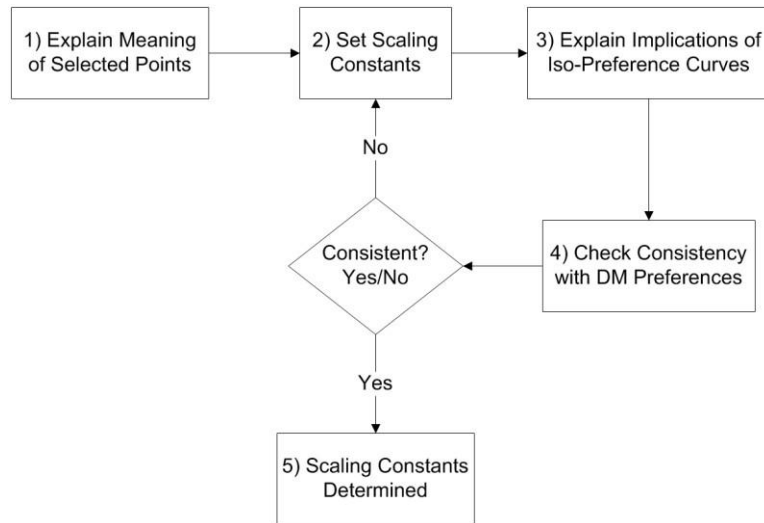 1) Explain Meaning
of Selected Points
2) Set Scaling
Constants
3) Explain Implications of
Iso-Preference Curves
No
Consistent?
Yes/No
4) Check Consistency
with DM Preferences
Yes
5) Scaling Constants
Determined